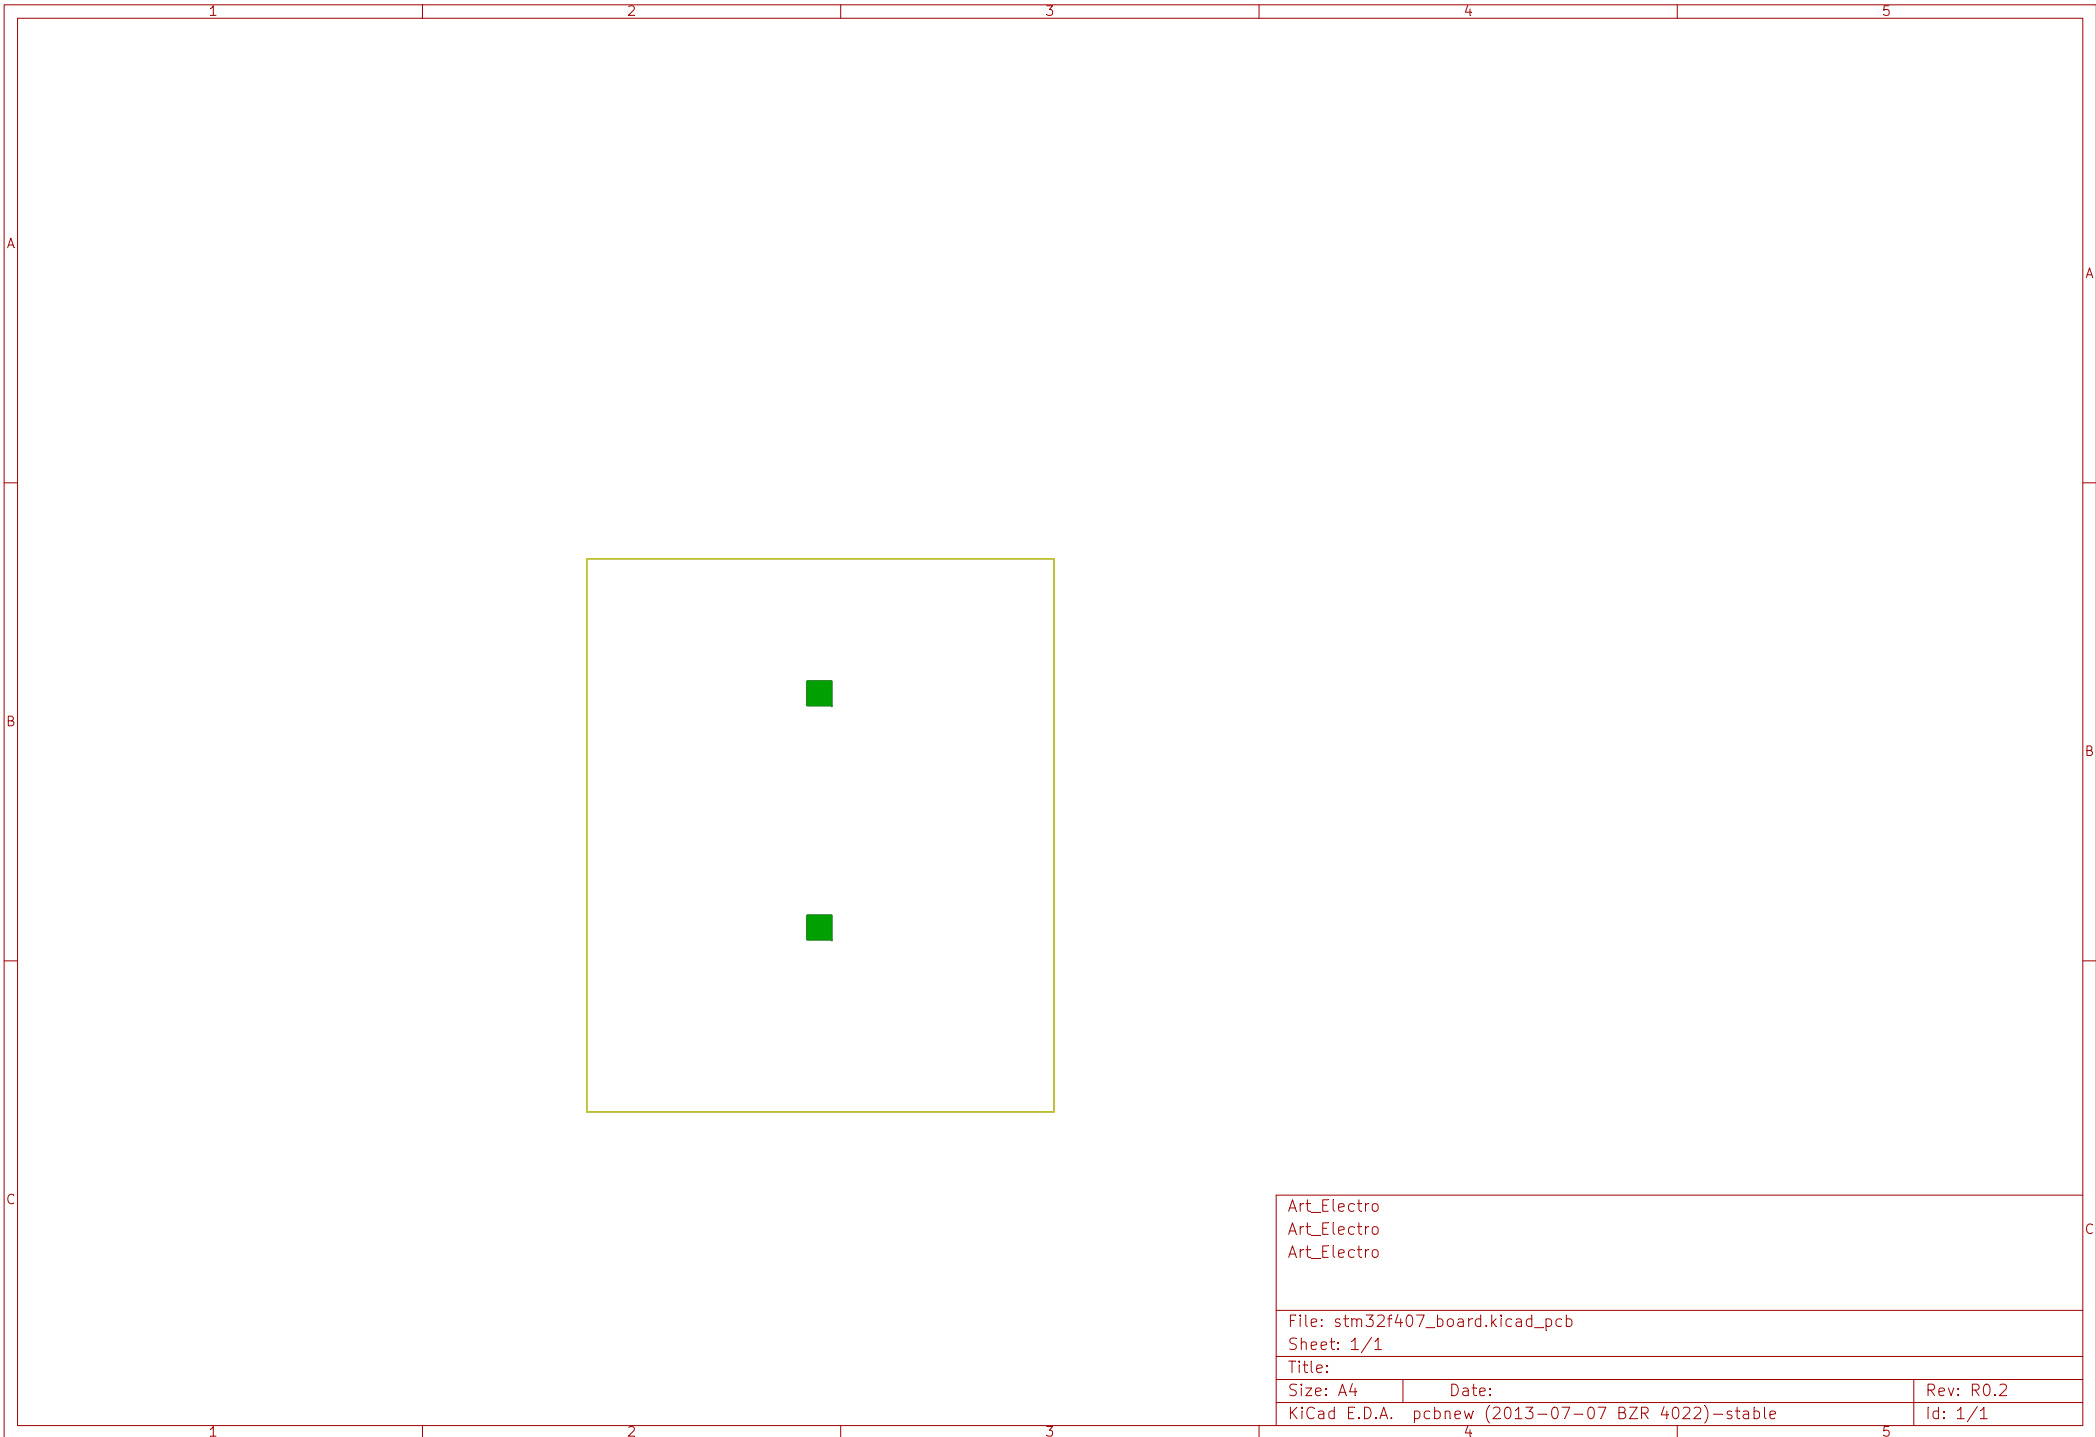 1 2 3 4 5
A A
B B
C C
Art_Electro
Art_Electro
Art_Electro
File: stm32f407_board.kicad_pcb
Sheet: 1/1
Title:
Size: A4 Date: Rev: R0.2
KiCad E.D.A. pcbnew (2013-07-07 BZR 4022)-stable Id: 1/1
1 2 3 4 5